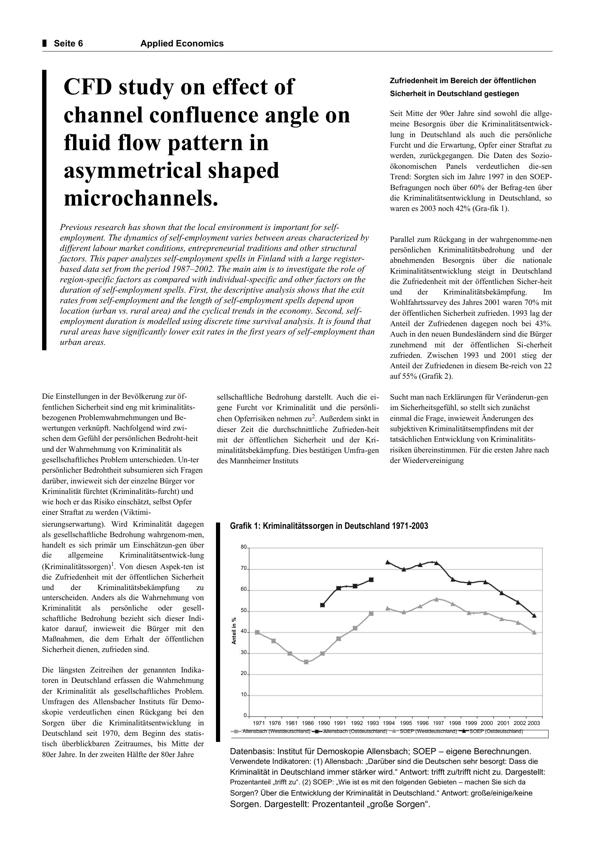 Seite 6 Applied Economics
CFD study on effect of
channel confluence angle on
fluid flow pattern in
asymmetrical shaped
microchannels.
Previous research has shown that the local environment is important for self-
employment. The dynamics of self-employment varies between areas characterized by
different labour market conditions, entrepreneurial traditions and other structural
factors. This paper analyzes self-employment spells in Finland with a large register-
based data set from the period 1987–2002. The main aim is to investigate the role of
region-specific factors as compared with individual-specific and other factors on the
duration of self-employment spells. First, the descriptive analysis shows that the exit
rates from self-employment and the length of self-employment spells depend upon
location (urban vs. rural area) and the cyclical trends in the economy. Second, self-
employment duration is modelled using discrete time survival analysis. It is found that
rural areas have significantly lower exit rates in the first years of self-employment than
urban areas.
Zufriedenheit im Bereich der öffentlichen
Sicherheit in Deutschland gestiegen
Seit Mitte der 90er Jahre sind sowohl die allge-
meine Besorgnis über die Kriminalitätsentwick-
lung in Deutschland als auch die persönliche
Furcht und die Erwartung, Opfer einer Straftat zu
werden, zurückgegangen. Die Daten des Sozio-
ökonomischen Panels verdeutlichen die-sen
Trend: Sorgten sich im Jahre 1997 in den SOEP-
Befragungen noch über 60% der Befrag-ten über
die Kriminalitätsentwicklung in Deutschland, so
waren es 2003 noch 42% (Gra-fik 1).
Parallel zum Rückgang in der wahrgenomme-nen
persönlichen Kriminalitätsbedrohung und der
abnehmenden Besorgnis über die nationale
Kriminalitätsentwicklung steigt in Deutschland
die Zufriedenheit mit der öffentlichen Sicher-heit
und der Kriminalitätsbekämpfung. Im
Wohlfahrtssurvey des Jahres 2001 waren 70% mit
der öffentlichen Sicherheit zufrieden. 1993 lag der
Anteil der Zufriedenen dagegen noch bei 43%.
Auch in den neuen Bundesländern sind die Bürger
zunehmend mit der öffentlichen Si-cherheit
zufrieden. Zwischen 1993 und 2001 stieg der
Anteil der Zufriedenen in diesem Be-reich von 22
auf 55% (Grafik 2).
Die Einstellungen in der Bevölkerung zur öf-
fentlichen Sicherheit sind eng mit kriminalitäts-
bezogenen Problemwahrnehmungen und Be-
wertungen verknüpft. Nachfolgend wird zwi-
schen dem Gefühl der persönlichen Bedroht-heit
und der Wahrnehmung von Kriminalität als
gesellschaftliches Problem unterschieden. Un-ter
persönlicher Bedrohtheit subsumieren sich Fragen
darüber, inwieweit sich der einzelne Bürger vor
Kriminalität fürchtet (Kriminalitäts-furcht) und
wie hoch er das Risiko einschätzt, selbst Opfer
einer Straftat zu werden (Viktimi-
sierungserwartung). Wird Kriminalität dagegen
als gesellschaftliche Bedrohung wahrgenom-men,
handelt es sich primär um Einschätzun-gen über
die allgemeine Kriminalitätsentwick-lung
(Kriminalitätssorgen)1. Von diesen Aspek-ten ist
die Zufriedenheit mit der öffentlichen Sicherheit
und der Kriminalitätsbekämpfung zu
unterscheiden. Anders als die Wahrnehmung von
Kriminalität als persönliche oder gesell-
schaftliche Bedrohung bezieht sich dieser Indi-
kator darauf, inwieweit die Bürger mit den
Maßnahmen, die dem Erhalt der öffentlichen
Sicherheit dienen, zufrieden sind.
Die längsten Zeitreihen der genannten Indika-
toren in Deutschland erfassen die Wahrnehmung
der Kriminalität als gesellschaftliches Problem.
Umfragen des Allensbacher Instituts für Demo-
skopie verdeutlichen einen Rückgang bei den
Sorgen über die Kriminalitätsentwicklung in
Deutschland seit 1970, dem Beginn des statis-
tisch überblickbaren Zeitraumes, bis Mitte der
80er Jahre. In der zweiten Hälfte der 80er Jahre
sellschaftliche Bedrohung darstellt. Auch die ei-
gene Furcht vor Kriminalität und die persönli-
chen Opferrisiken nehmen zu2. Außerdem sinkt in
dieser Zeit die durchschnittliche Zufrieden-heit
mit der öffentlichen Sicherheit und der Kri-
minalitätsbekämpfung. Dies bestätigen Umfra-gen
des Mannheimer Instituts
Sucht man nach Erklärungen für Veränderun-gen
im Sicherheitsgefühl, so stellt sich zunächst
einmal die Frage, inwieweit Änderungen des
subjektiven Kriminalitätsempfindens mit der
tatsächlichen Entwicklung von Kriminalitäts-
risiken übereinstimmen. Für die ersten Jahre nach
der Wiedervereinigung
Grafik 1: Kriminalitätssorgen in Deutschland 1971-2003
Anteil in %
80
70
60
50
40
30
20
10
0
1971 1976 1981 1986 1990 1991 1992 1993 1994 1995 1996 1997 1998 1999 2000 2001 2002 2003
Allensbach (Westdeutschland) Allensbach (Ostdeutschland) SOEP (Westdeutschland) SOEP (Ostdeutschland)
Datenbasis: Institut für Demoskopie Allensbach; SOEP – eigene Berechnungen.
Verwendete Indikatoren: (1) Allensbach: „Darüber sind die Deutschen sehr besorgt: Dass die
Kriminalität in Deutschland immer stärker wird.“ Antwort: trifft zu/trifft nicht zu. Dargestellt:
Prozentanteil „trifft zu“. (2) SOEP: „Wie ist es mit den folgenden Gebieten – machen Sie sich da
Sorgen? Über die Entwicklung der Kriminalität in Deutschland.“ Antwort: große/einige/keine
Sorgen. Dargestellt: Prozentanteil „große Sorgen“.